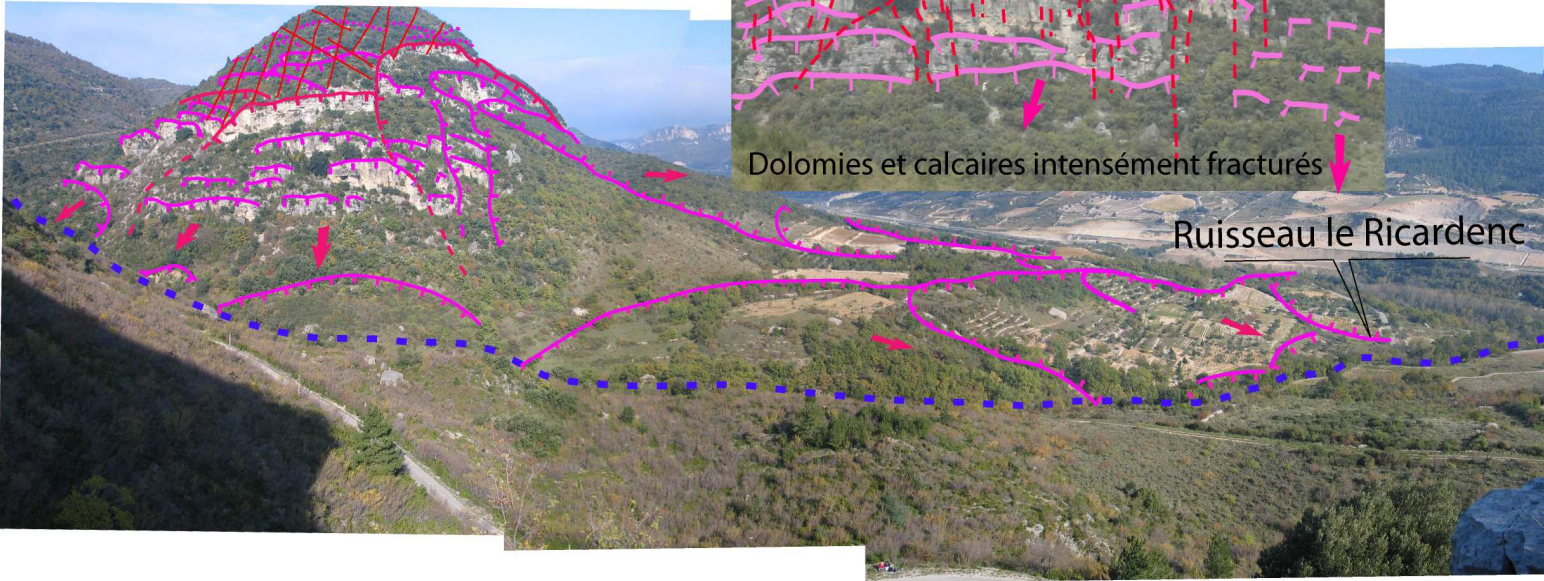 Dolomies et calcaires intensément fracturés
Ruisseau le Ricardenc